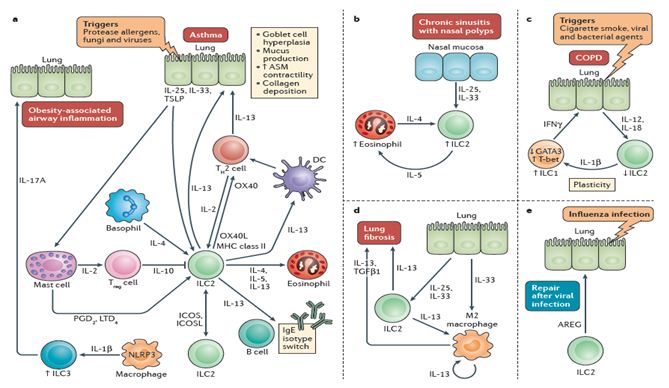 a
Triggers
Protease allergens,
fungi and viruses
Asthma
Lung
Lung
• Goblet cell
hyperplasia
• Mucus
production
• ↑ ASM
contractility
• Collagen
deposition
Obesity-associated
airway inflammation
IL-25, IL-33,
TSLP
IL-13
TH2 cell
DC
OX40
IL-17A
IL-13
IL-2
Basophil
OX40L
MHC class II
IL-13
IL-4
Mast cell
IL-2
Treg cell
IL-10
ILC2
IL-4,
IL-5,
IL-13
Eosinophil
PGD2, LTD4
ICOS,
ICOSL
IL-13
B cell
IgE
isotype
switch
↑ ILC3
IL-1β
NLRP3
Macrophage
ILC2
b
Chronic sinusitis
with nasal polyps
Nasal mucosa
IL-25,
IL-33
IL-4
↑ Eosinophil
↑ ILC2
IL-5
c
Triggers
Cigarette smoke, viral
and bacterial agents
COPD
Lung
IFNγ
IL-12,
IL-18
↓ GATA3
↑ T-bet
↑ ILC1
IL-1β
↓ ILC2
Plasticity
d
Lung
fibrosis
Lung
IL-13,
TGFβ1
IL-13
IL-25,
IL-33
IL-33
ILC2
IL-13
M2
macrophage
IL-13
e
Influenza infection
Lung
Repair
after viral
infection
AREG
ILC2